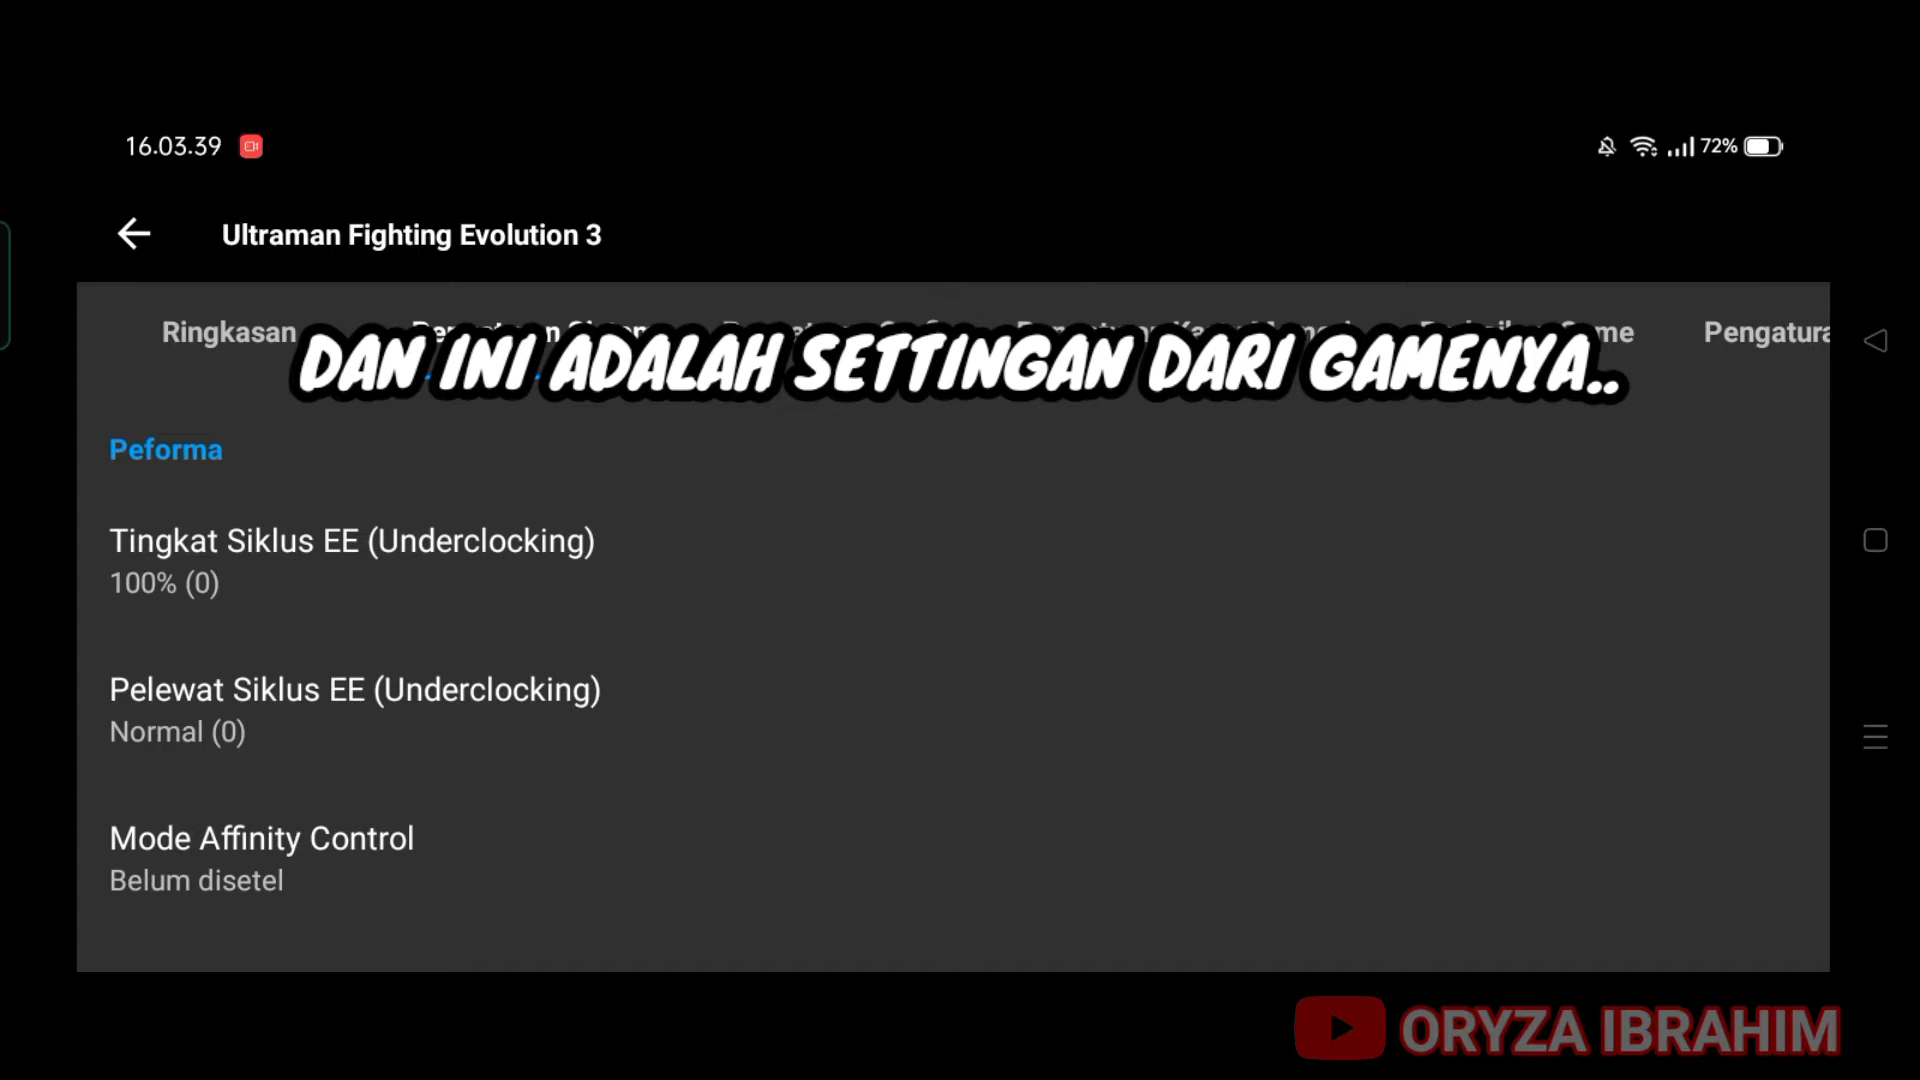 16.03.39
72%
Ultraman Fighting Evolution 3
Ringkasan
Pengatura
DAN INI ADALAH SETTINGAN DARI GAMENYA..
Peforma
Tingkat Siklus EE (Underclocking)
100% (0)
Pelewat Siklus EE (Underclocking)
Normal (0)
Mode Affinity Control
Belum disetel
ORYZA IBRAHIM